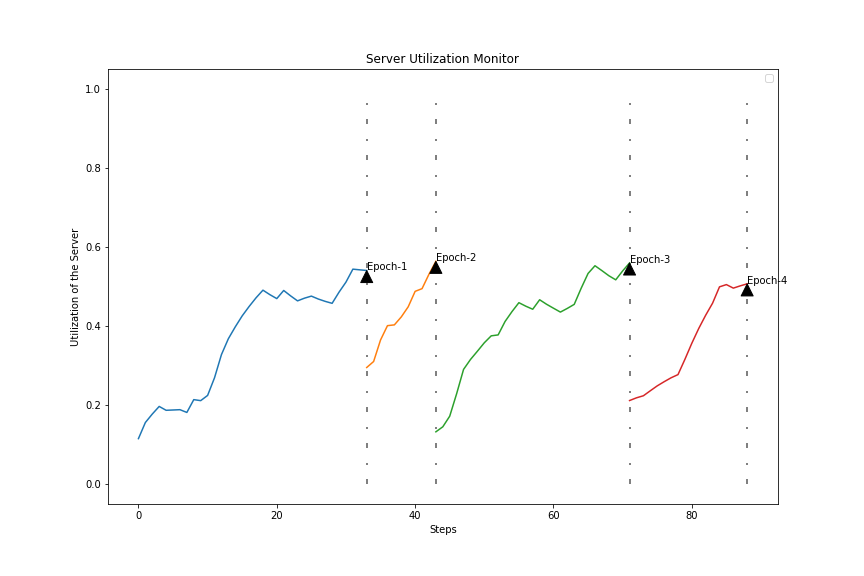 Server Utilization Monitor
1.0
0.8
0.6
0.4
0.2
0.0
Utilization of the Server
Epoch-1
Epoch-2
Epoch-3
Epoch-4
0 20 40 60 80
Steps